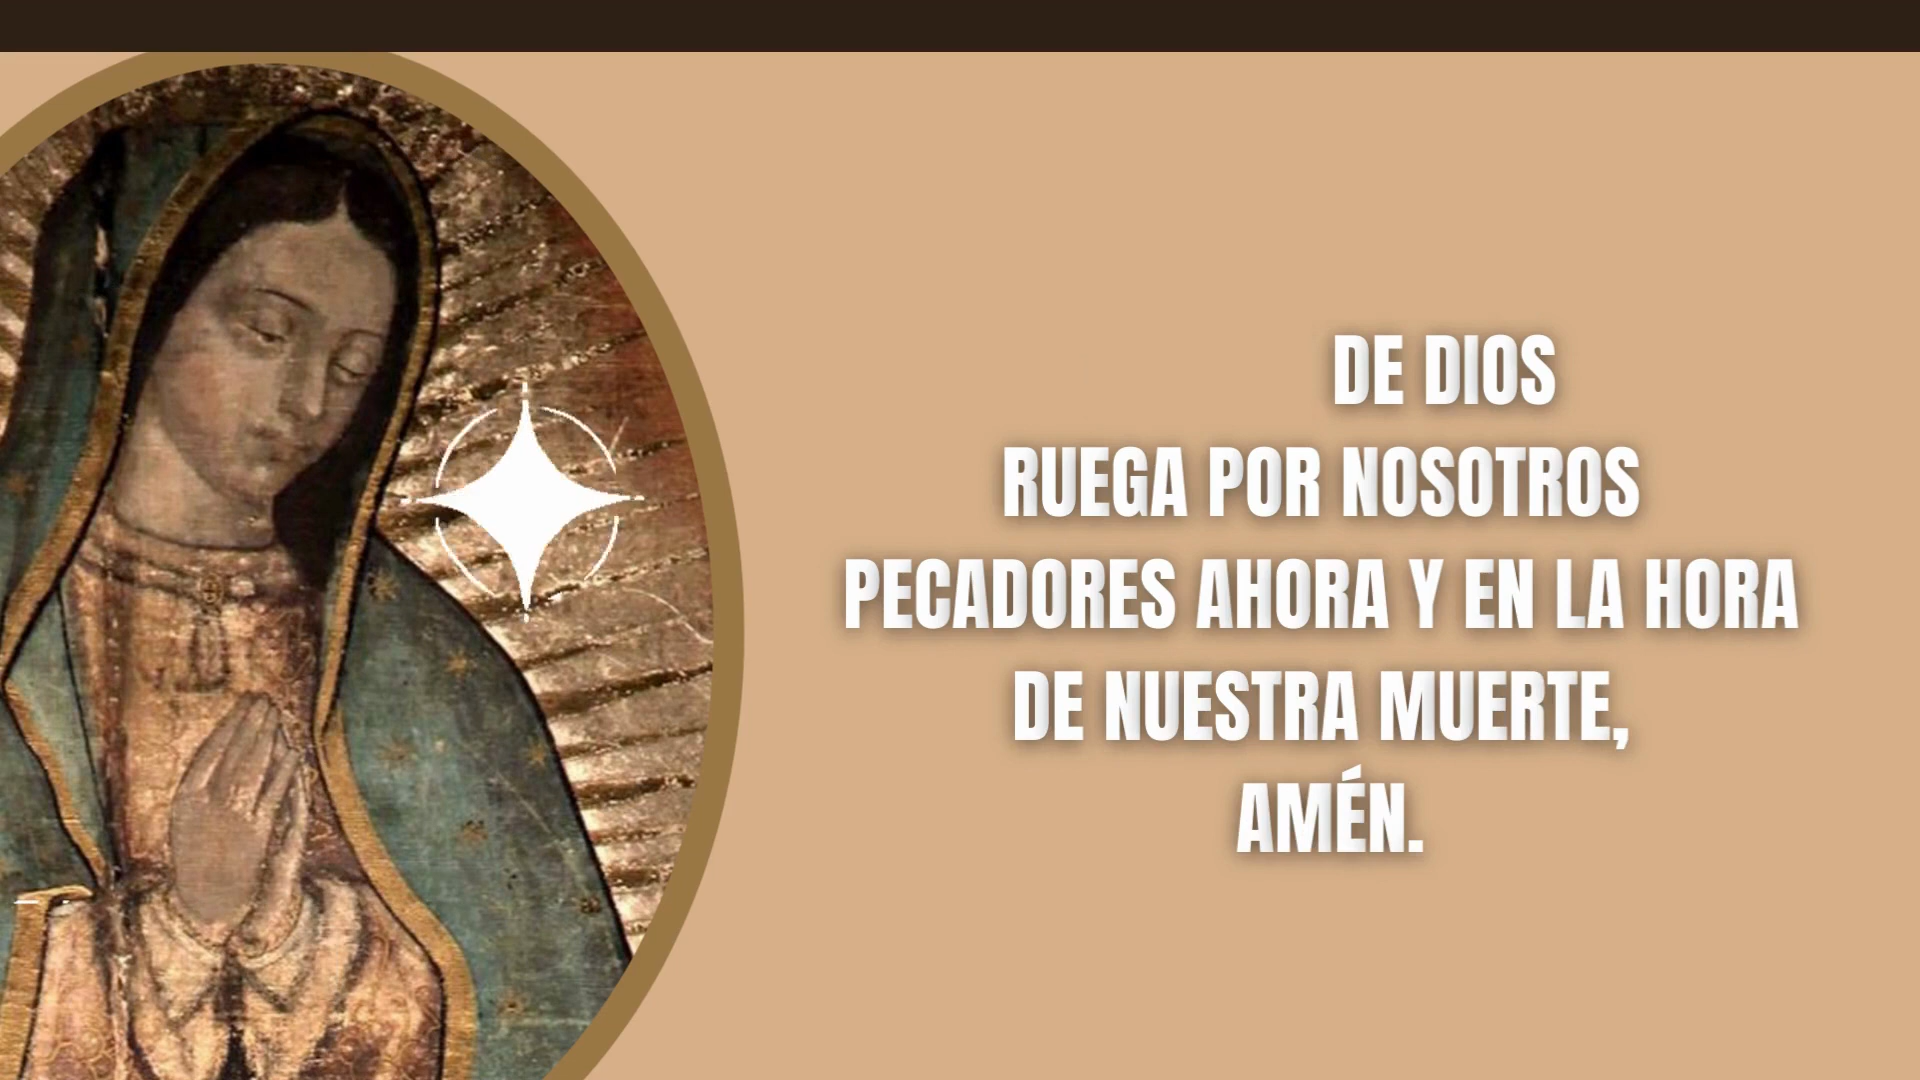 DE DIOS
RUEGA POR NOSOTROS
PECADORES AHORA Y EN LA HORA
DE NUESTRA MUERTE,
AMÉN.